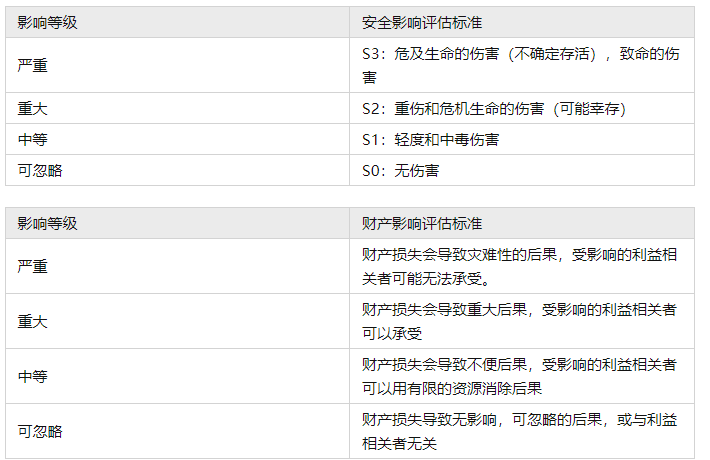 影响等级 安全影响评估标准
严重 S3：危及生命的伤害（不确定存活），致命的伤
害
重大 S2：重伤和危机生命的伤害（可能幸存）
中等 S1：轻度和中毒伤害
可忽略 S0：无伤害
影响等级 财产影响评估标准
严重 财产损失会导致灾难性的后果，受影响的利益相
关者可能无法承受。
重大 财产损失会导致重大后果，受影响的利益相关者
可以承受
中等 财产损失会导致不便后果，受影响的利益相关者
可以用有限的资源消除后果
可忽略 财产损失导致无影响，可忽略的后果，或与利益
相关者无关